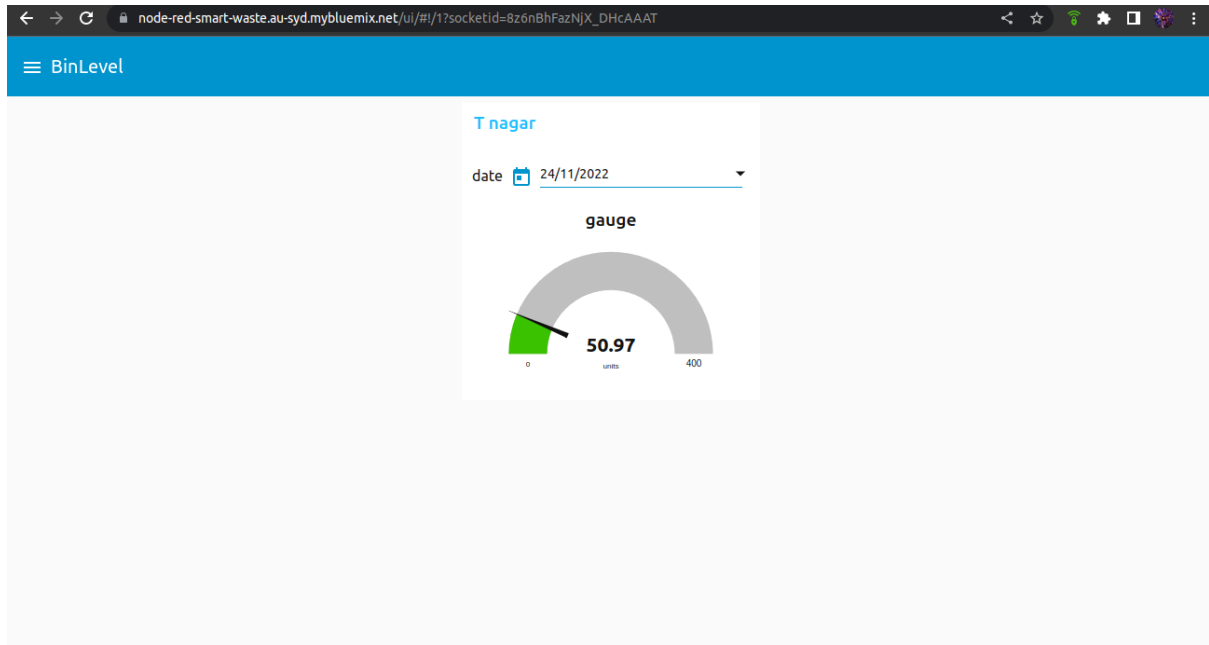 node-red-smart-waste.au-syd.mybluemix.net/ui/#!/1?socketid=8z6nBhFazNjX_DHcAAAT
BinLevel
T nagar
date 24/11/2022
gauge
50.97
0 units 400